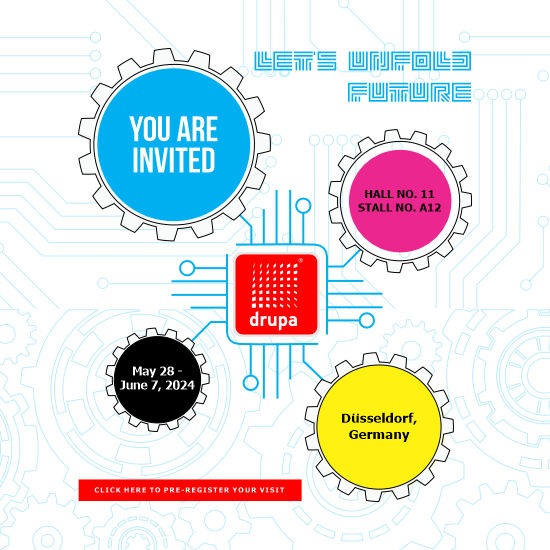 LET'S UNFOLD
FUTURE
YOU ARE
INVITED
HALL NO. 11
STALL NO. A12
®
drupa
May 28 -
June 7, 2024
Düsseldorf,
Germany
CLICK HERE TO PRE-REGISTER YOUR VISIT